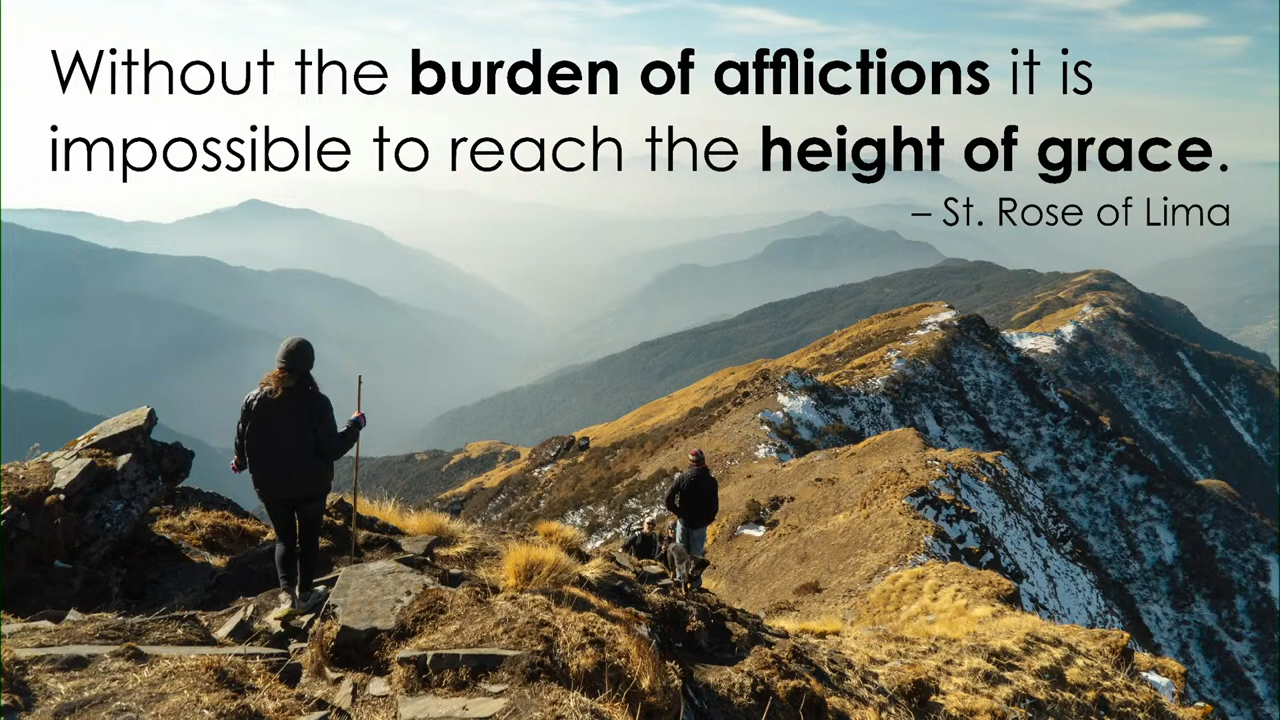 Without the burden of afflictions it is
impossible to reach the height of grace.
– St. Rose of Lima